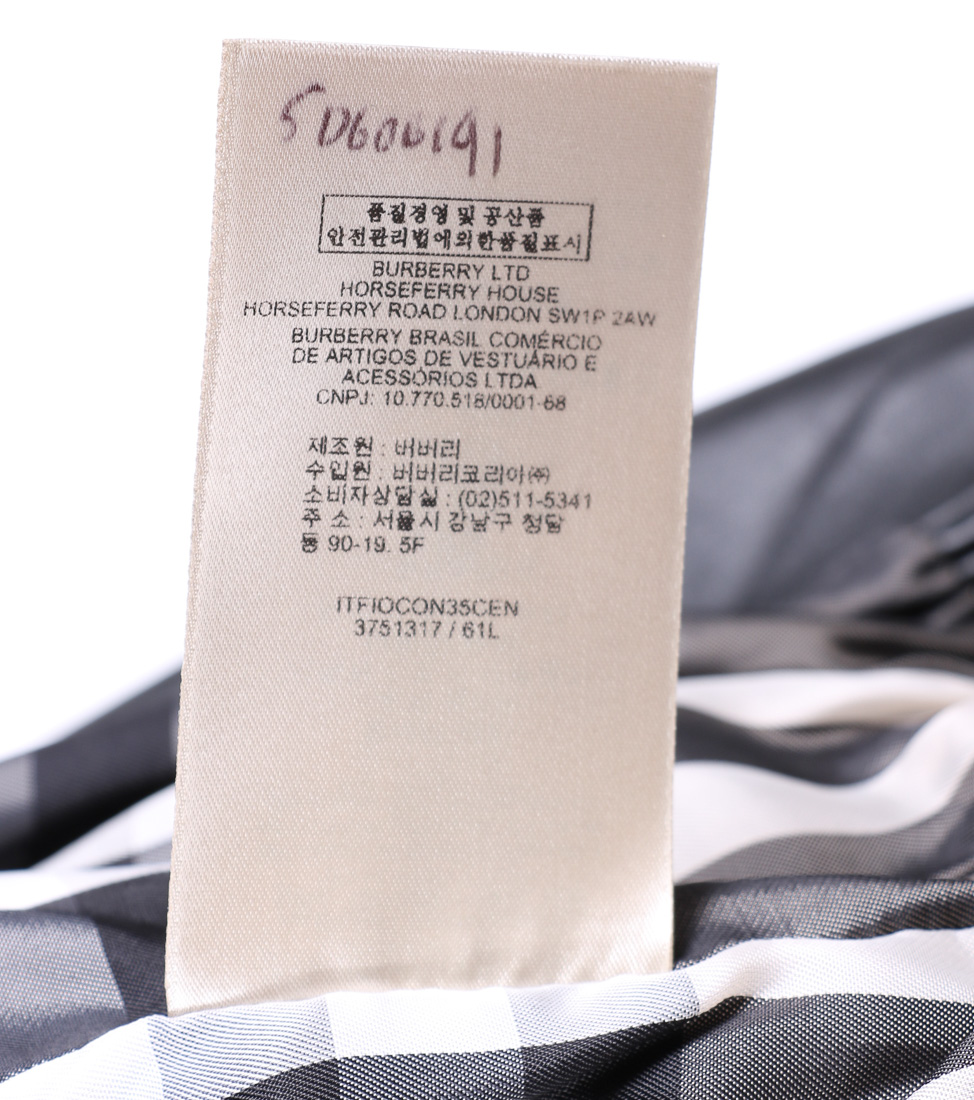 5D600191
품질경영 및 공산품
안전관리법에의한품질표시
BURBERRY LTD
HORSEFERRY HOUSE
HORSEFERRY ROAD LONDON SW1P 2AW
BURBERRY BRASIL COMÉRCIO
DE ARTIGOS DE VESTUÁRIO E
ACESSÓRIOS LTDA
CNPJ: 10.770.518/0001-68
제조원 : 버버리
수입원 : 버버리코리아㈜
소비자상담실 : (02)511-5341
주 소 : 서울시 강남구 청담
동 90-19. 5F
ITFIOCON35CEN
3751317 / 61L